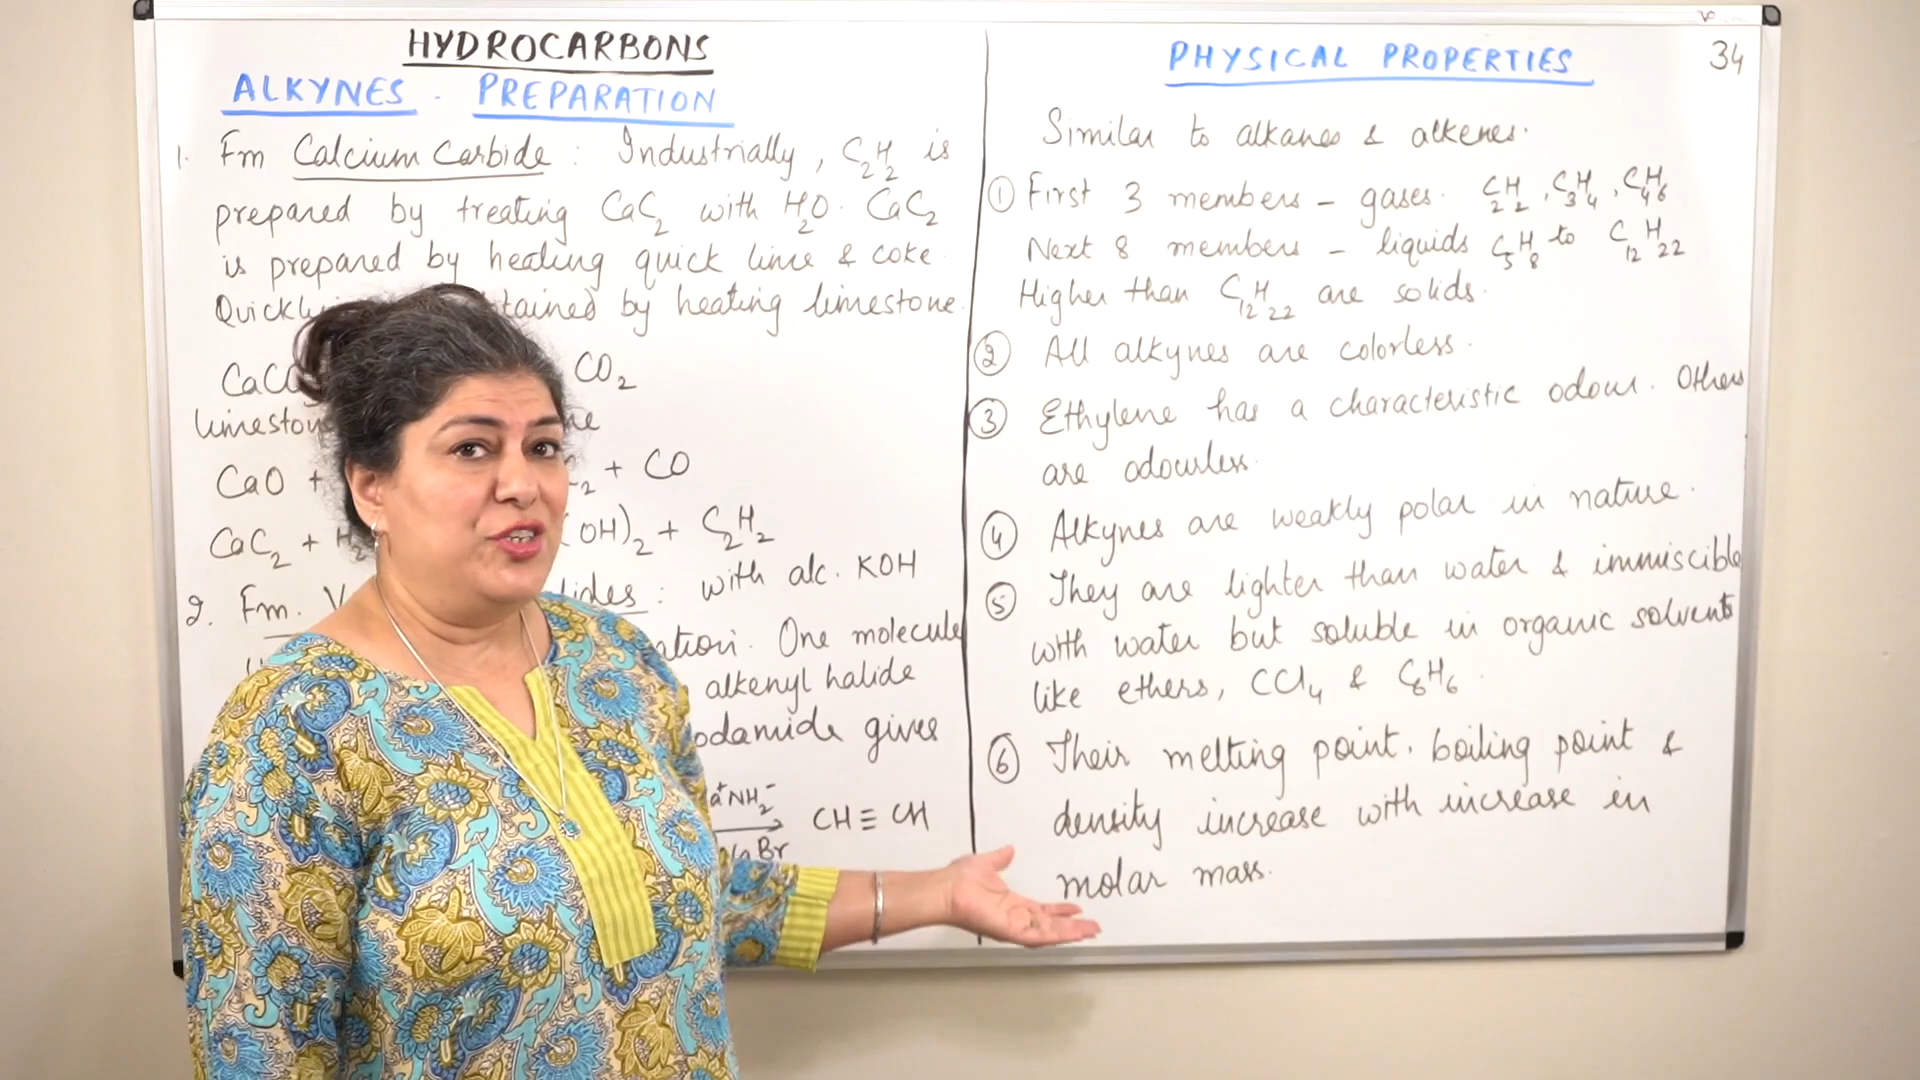 HYDROCARBONS
ALKYNES . PREPARATION
1. Fm Calcium Carbide : Industrially, C2H2 is
prepared by treating CaC2 with H2O. CaC2
is prepared by heating quick lime & coke
tained by heating limestone.
CO2
CaO + + CO
CaC2 + OH)2 + C2H2
2. Fm. : with alc. KOH
One molecule
alkenyl halide
gives
NH2- CH ≡ CH
Br
PHYSICAL PROPERTIES
34
Similar to alkanes & alkenes.
① First 3 members - gases. C2H2, C3H4, C4H6
Next 8 members - liquids C5H8 to C12H22
Higher than C12H22 are solids.
② All alkynes are colorless.
③ Ethylene has a characteristic odour. Others
are odourless.
④ Alkynes are weakly polar in nature.
⑤ They are lighter than water & immiscible
with water but soluble in organic solvents
like ethers, CCl4 & C6H6.
⑥ Their melting point, boiling point &
density increase with increase in
molar mass.